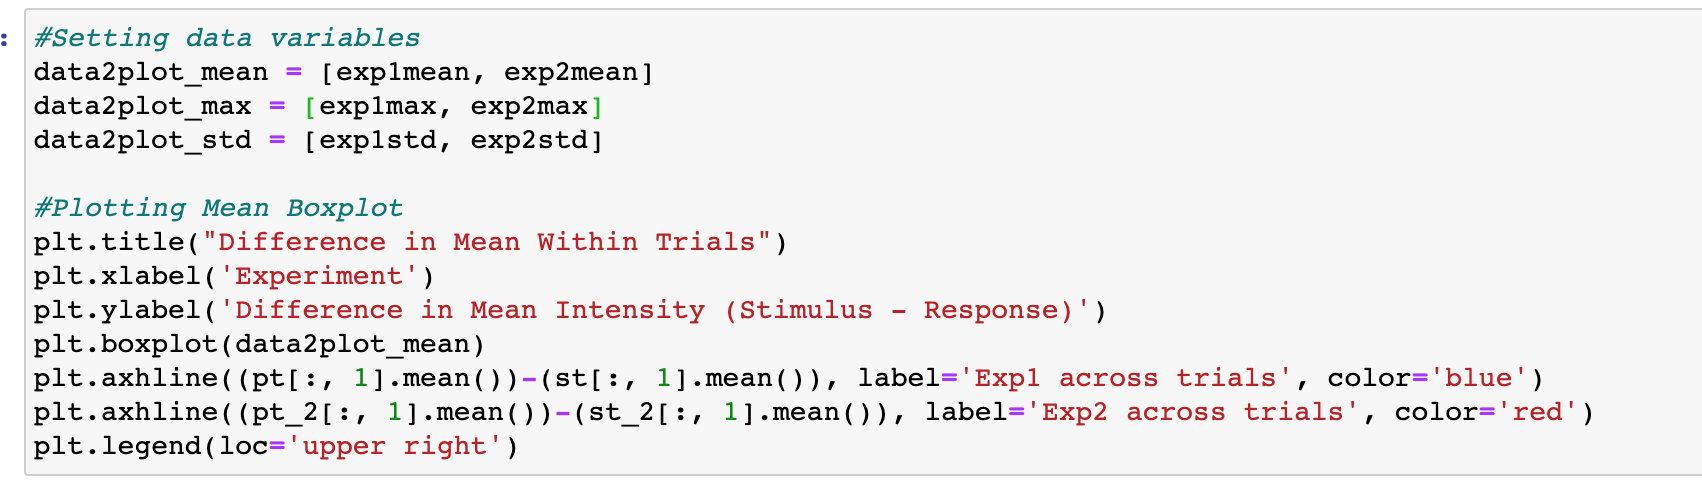 :
#Setting data variables
data2plot_mean = [exp1mean, exp2mean]
data2plot_max = [exp1max, exp2max]
data2plot_std = [exp1std, exp2std]
#Plotting Mean Boxplot
plt.title("Difference in Mean Within Trials")
plt.xlabel('Experiment')
plt.ylabel('Difference in Mean Intensity (Stimulus - Response)')
plt.boxplot(data2plot_mean)
plt.axhline((pt[:, 1].mean())-(st[:, 1].mean()), label='Exp1 across trials', color='blue')
plt.axhline((pt_2[:, 1].mean())-(st_2[:, 1].mean()), label='Exp2 across trials', color='red')
plt.legend(loc='upper right')